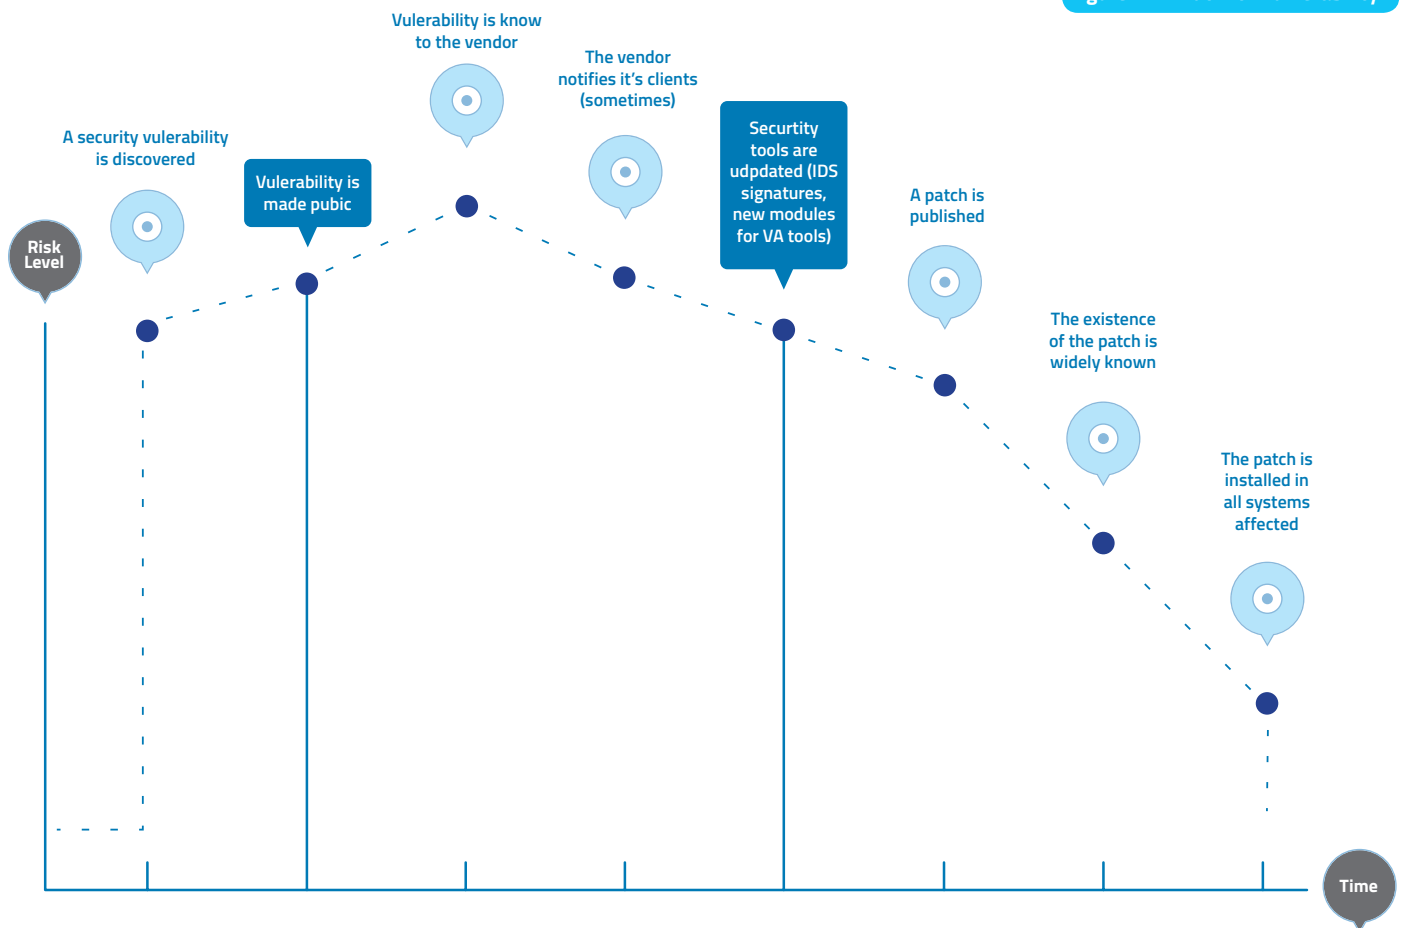 Vulerability is know
to the vendor
The vendor
notifies it's clients
(sometimes)
A security vulerability
is discovered
Vulerability is
made pubic
Securtity
tools are
udpdated (IDS
signatures,
new modules
for VA tools)
A patch is
published
Risk
Level
The existence
of the patch is
widely known
The patch is
installed in
all systems
affected
Time